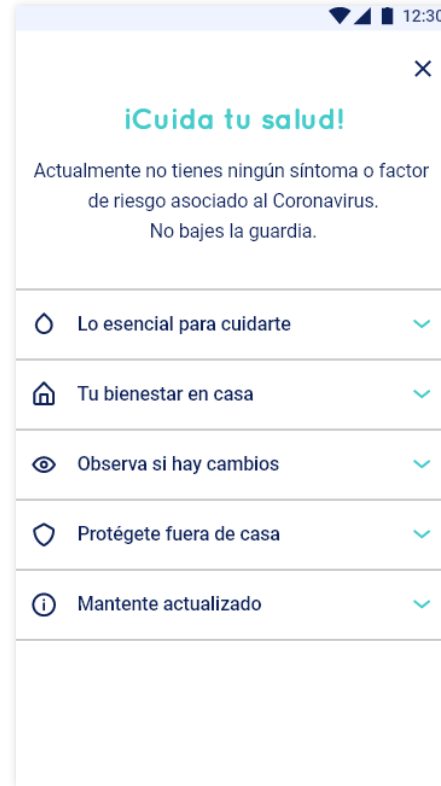 12:30
¡Cuida tu salud!
Actualmente no tienes ningún síntoma o factor
de riesgo asociado al Coronavirus.
No bajes la guardia.
Lo esencial para cuidarte
Tu bienestar en casa
Observa si hay cambios
Protégete fuera de casa
Mantente actualizado